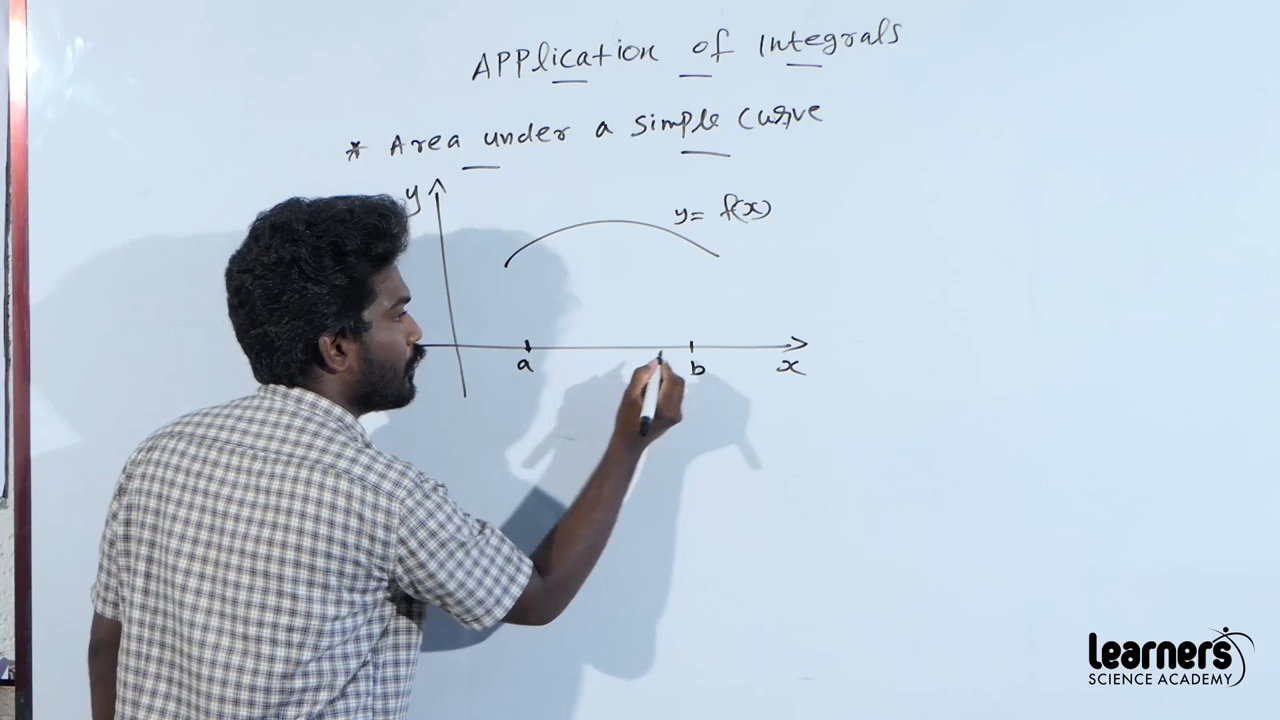 APPlication of Integrals
* Area under a simple curve
y
y= f(x)
a
b
x
Learners
SCIENCE ACADEMY